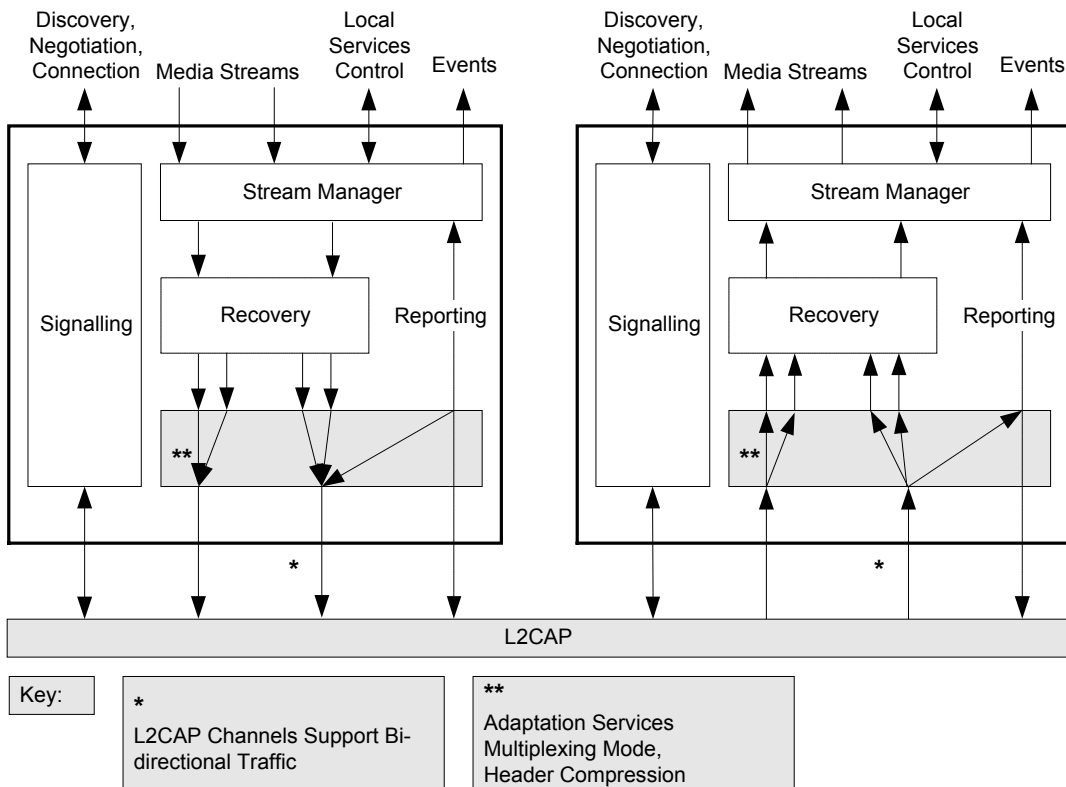 Discovery,
Negotiation,
Connection
Media Streams
Local
Services
Control
Events
Stream Manager
Signalling
Recovery
Reporting
**
*
Discovery,
Negotiation,
Connection
Media Streams
Local
Services
Control
Events
Stream Manager
Signalling
Recovery
Reporting
**
*
L2CAP
Key:
*
L2CAP Channels Support Bi-
directional Traffic
**
Adaptation Services
Multiplexing Mode,
Header Compression